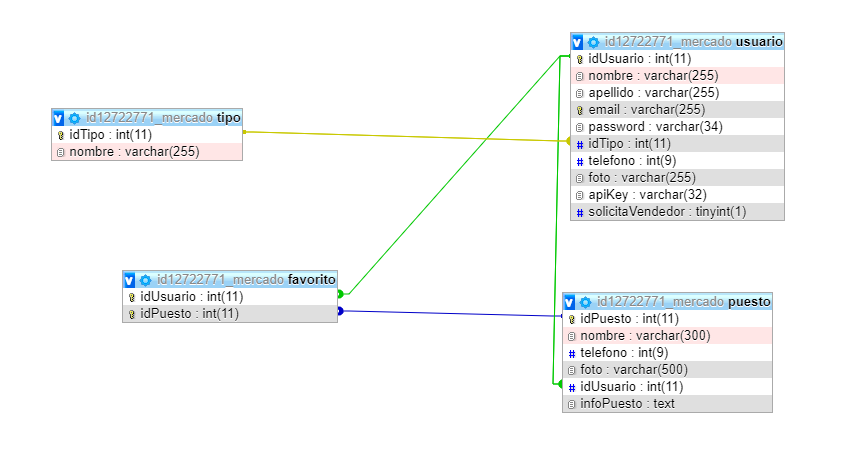 id12722771_mercado usuario
idUsuario : int(11)
nombre : varchar(255)
apellido : varchar(255)
email : varchar(255)
password : varchar(34)
idTipo : int(11)
telefono : int(9)
foto : varchar(255)
apiKey : varchar(32)
solicitaVendedor : tinyint(1)
id12722771_mercado tipo
idTipo : int(11)
nombre : varchar(255)
id12722771_mercado favorito
idUsuario : int(11)
idPuesto : int(11)
id12722771_mercado puesto
idPuesto : int(11)
nombre : varchar(300)
telefono : int(9)
foto : varchar(500)
idUsuario : int(11)
infoPuesto : text